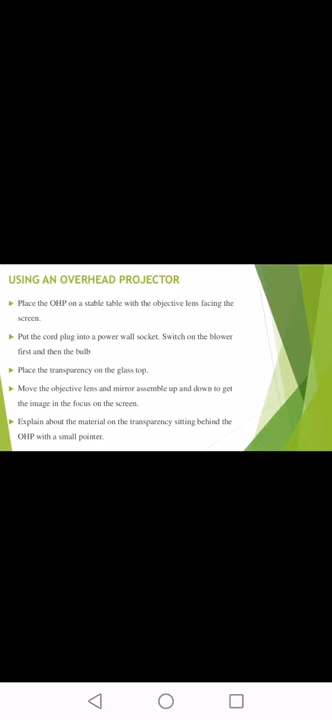 USING AN OVERHEAD PROJECTOR
Place the OHP on a stable table with the objective lens facing the
screen.
Put the cord plug into a power wall socket. Switch on the blower
first and then the bulb
Place the transparency on the glass top.
Move the objective lens and mirror assemble up and down to get
the image in the focus on the screen.
Explain about the material on the transparency sitting behind the
OHP with a small pointer.